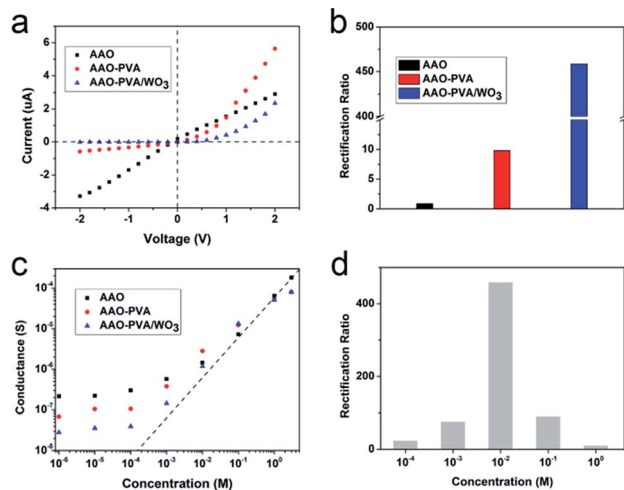 a
6
4
2
0
-2
-4
Current (uA)
AAO
AAO-PVA
AAO-PVA/WO3
-2
-1
0
1
2
Voltage (V)
b
500
450
400
10
5
0
Rectification Ratio
AAO
AAO-PVA
AAO-PVA/WO3
c
10-4
10-5
10-6
10-7
10-8
Conductance (S)
AAO
AAO-PVA
AAO-PVA/WO3
10-6
10-5
10-4
10-3
10-2
10-1
100
Concentration (M)
d
400
200
0
Rectification Ratio
10-4
10-3
10-2
10-1
100
Concentration (M)